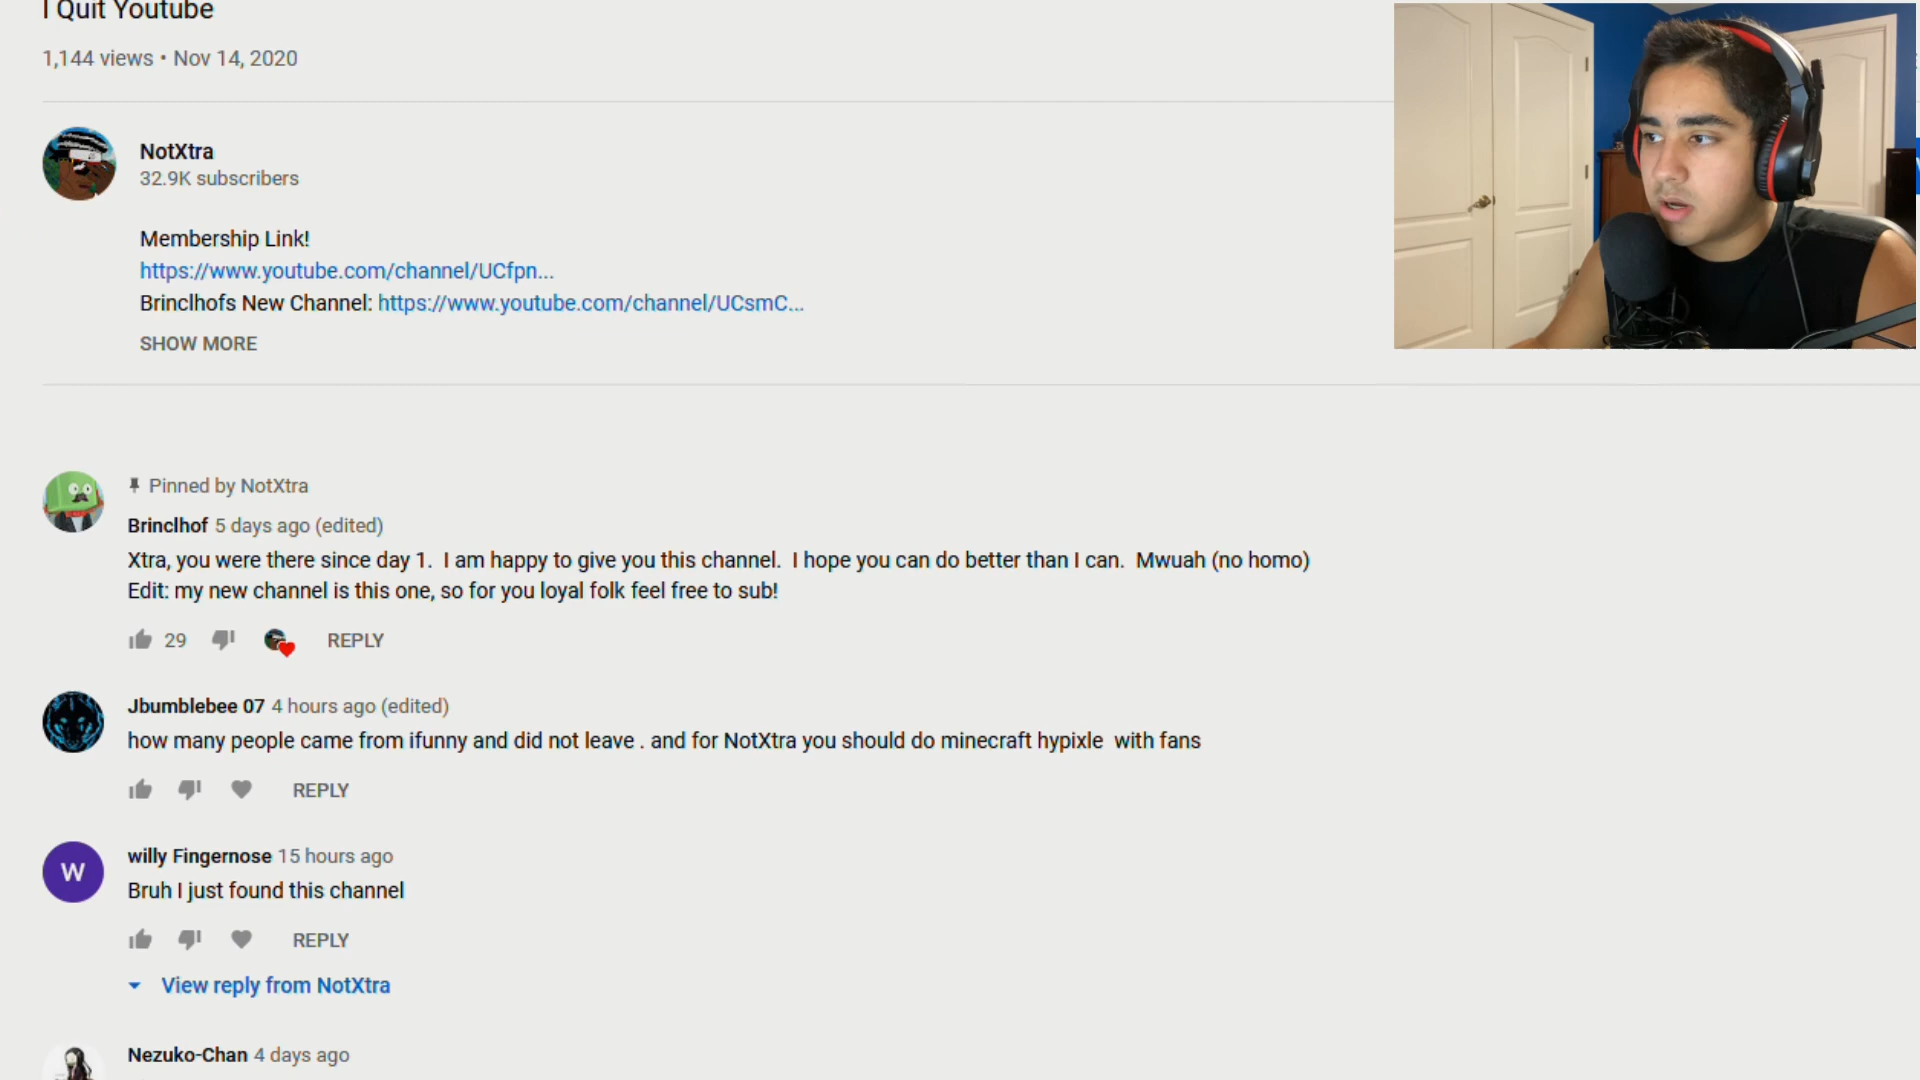 I Quit Youtube
1,144 views • Nov 14, 2020
NotXtra
32.9K subscribers
Membership Link!
https://www.youtube.com/channel/UCfpn...
Brinclhofs New Channel: https://www.youtube.com/channel/UCsmC...
SHOW MORE
Pinned by NotXtra
Brinclhof 5 days ago (edited)
Xtra, you were there since day 1.  I am happy to give you this channel.  I hope you can do better than I can.  Mwuah (no homo)
Edit: my new channel is this one, so for you loyal folk feel free to sub!
29 REPLY
Jbumblebee 07 4 hours ago (edited)
how many people came from ifunny and did not leave . and for NotXtra you should do minecraft hypixle  with fans
REPLY
W
willy Fingernose 15 hours ago
Bruh I just found this channel
REPLY
View reply from NotXtra
Nezuko-Chan 4 days ago